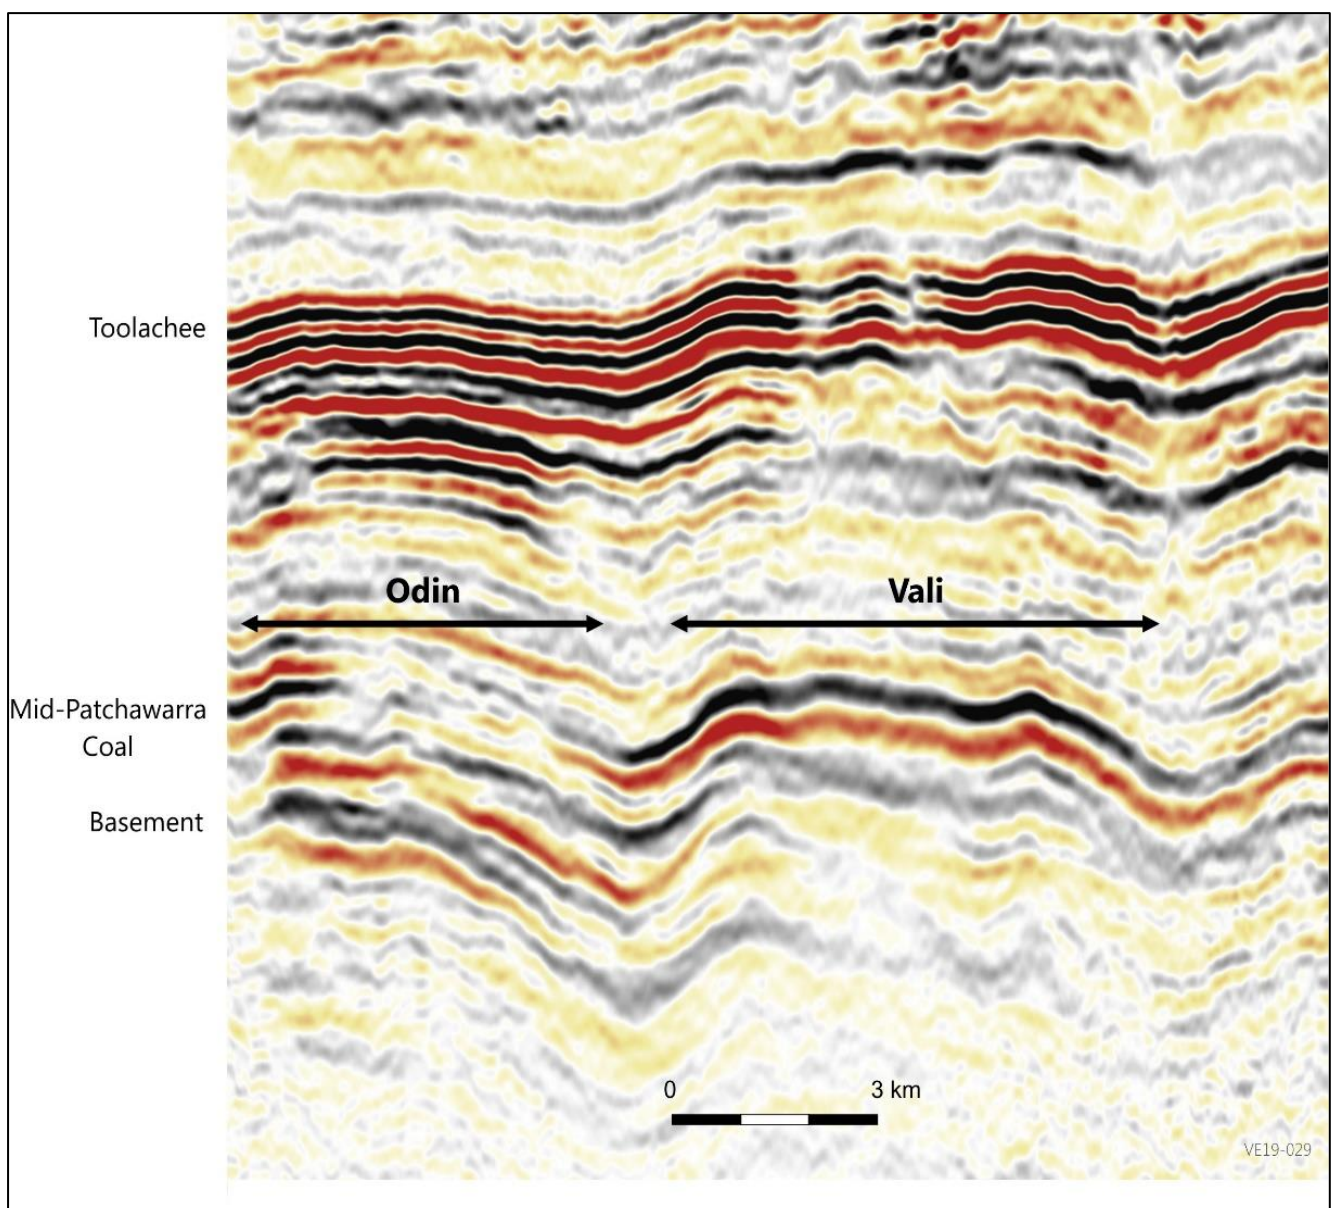 Toolachee
Odin
Vali
Mid-Patchawarra
Coal
Basement
0 3 km
VE19-029